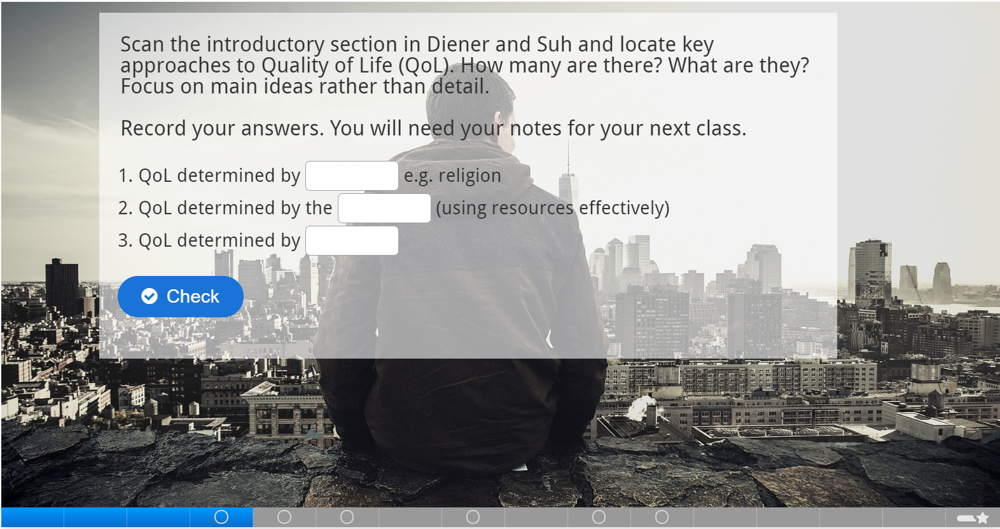 Scan the introductory section in Diener and Suh and locate key
approaches to Quality of Life (QoL). How many are there? What are they?
Focus on main ideas rather than detail.
Record your answers. You will need your notes for your next class.
1. QoL determined by e.g. religion
2. QoL determined by the (using resources effectively)
3. QoL determined by
Check